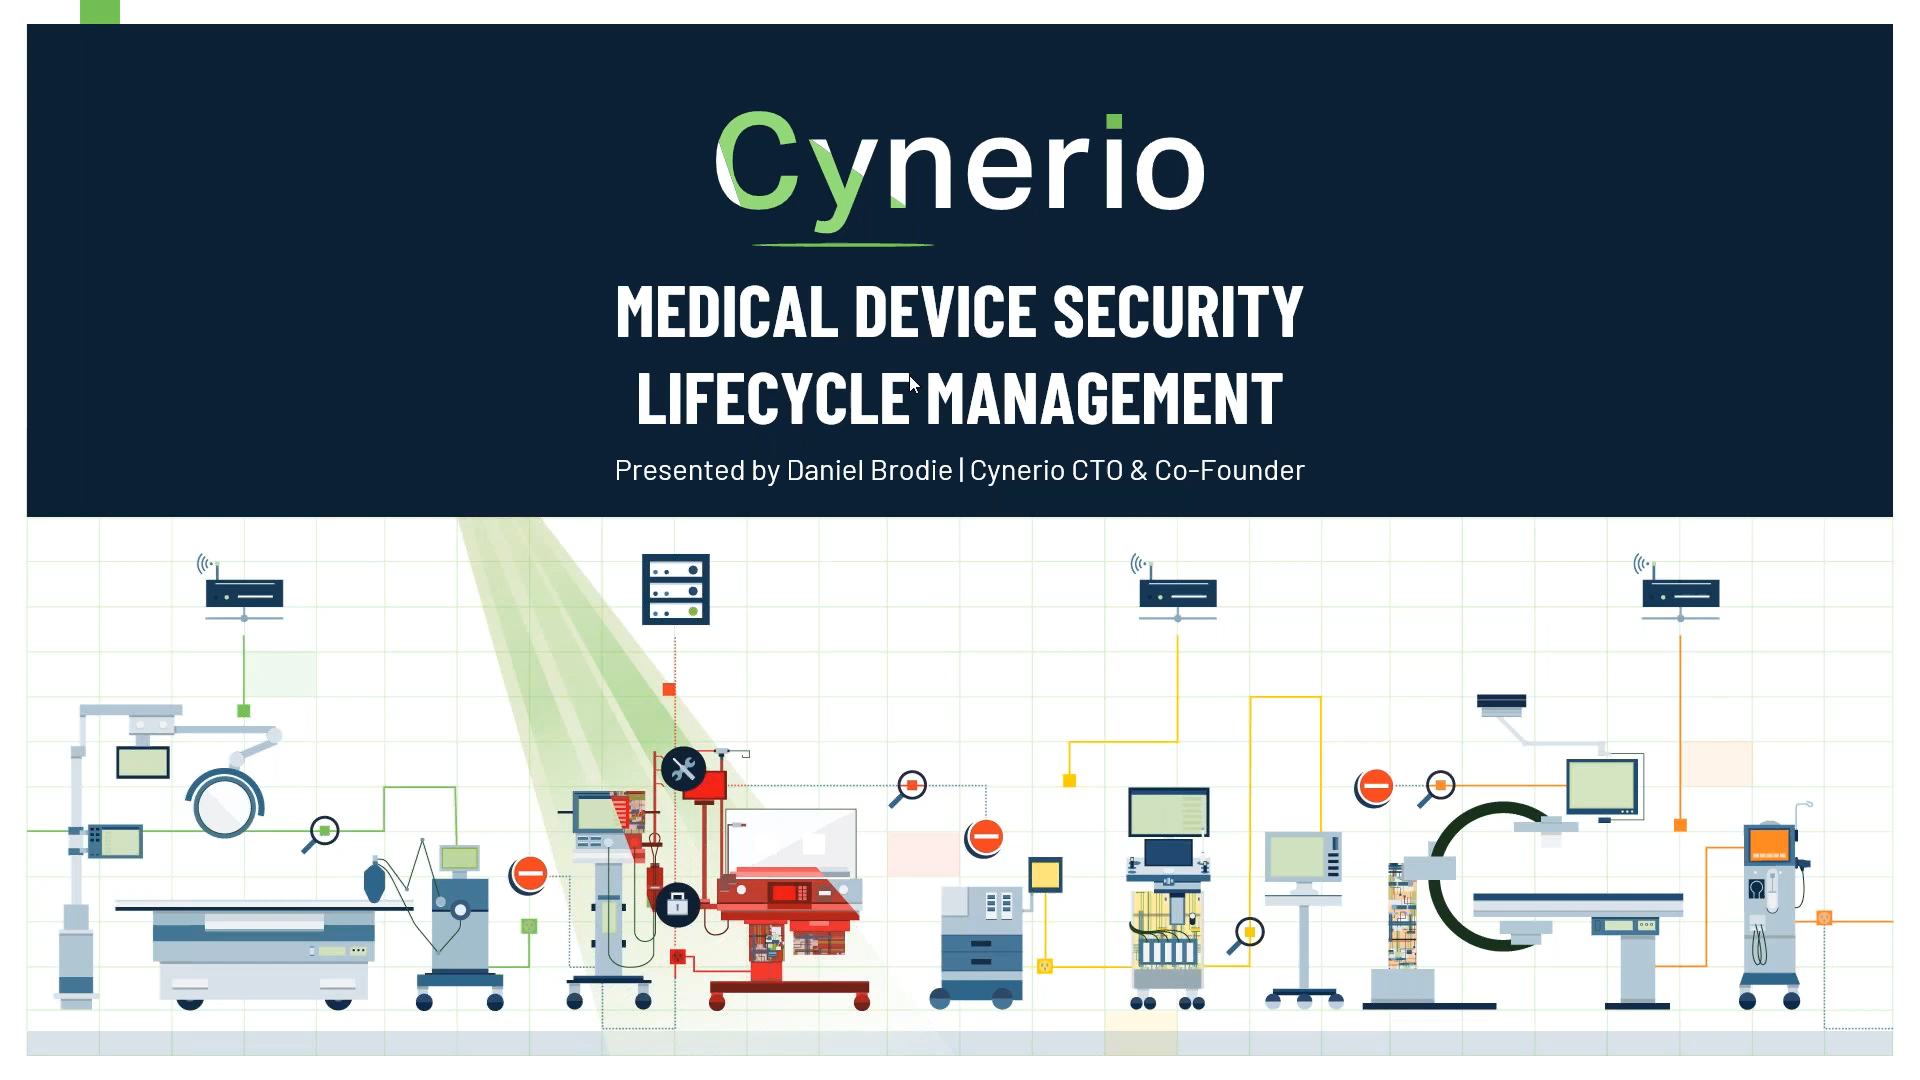 Cynerio
MEDICAL DEVICE SECURITY
LIFECYCLE MANAGEMENT
Presented by Daniel Brodie | Cynerio CTO & Co-Founder